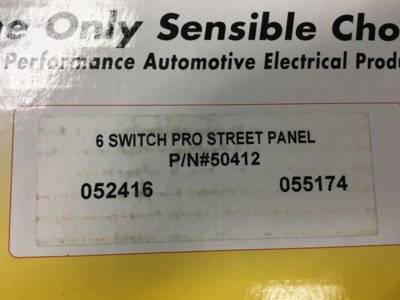 Only Sensible
Performance Automotive Electrical
6 SWITCH PRO STREET PANEL
P/N#50412
052416 055174